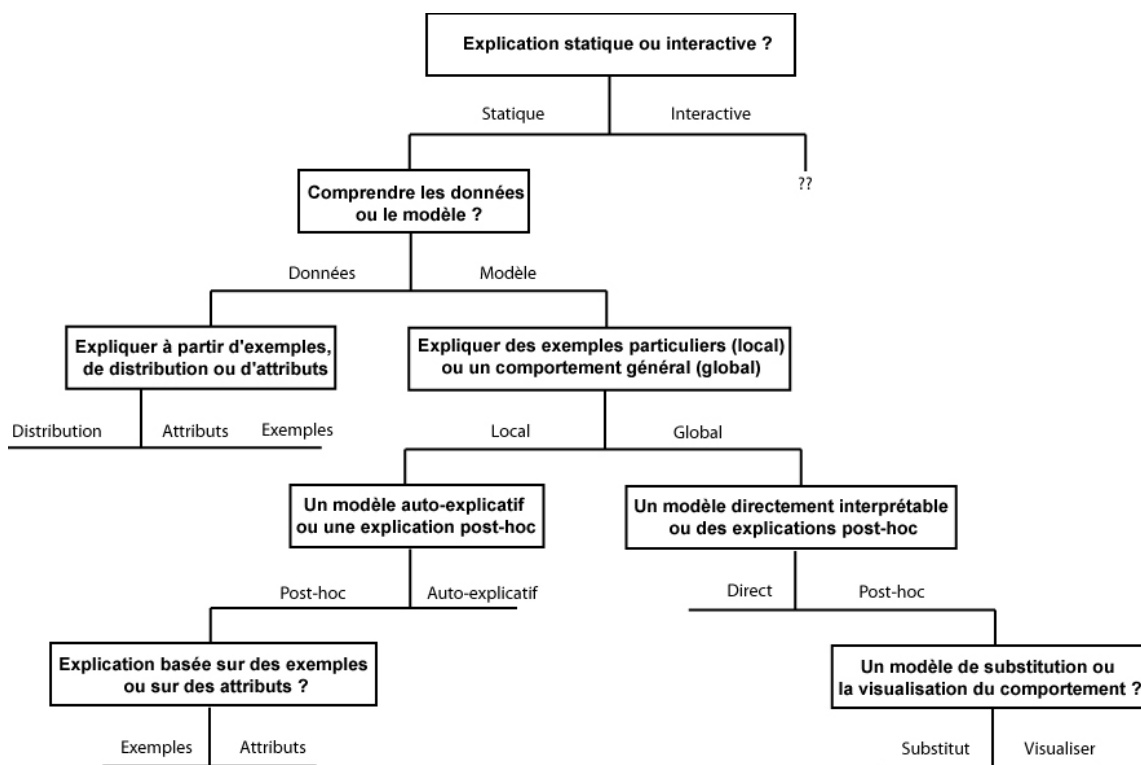 Explication statique ou interactive ?
Statique
Interactive
??
Comprendre les données
ou le modèle ?
Données
Modèle
Expliquer à partir d'exemples,
de distribution ou d'attributs
Expliquer des exemples particuliers (local)
ou un comportement général (global)
Distribution
Attributs
Exemples
Local
Global
Un modèle auto-explicatif
ou une explication post-hoc
Un modèle directement interprétable
ou des explications post-hoc
Post-hoc
Auto-explicatif
Direct
Post-hoc
Explication basée sur des exemples
ou sur des attributs ?
Un modèle de substitution ou
la visualisation du comportement ?
Exemples
Attributs
Substitut
Visualiser